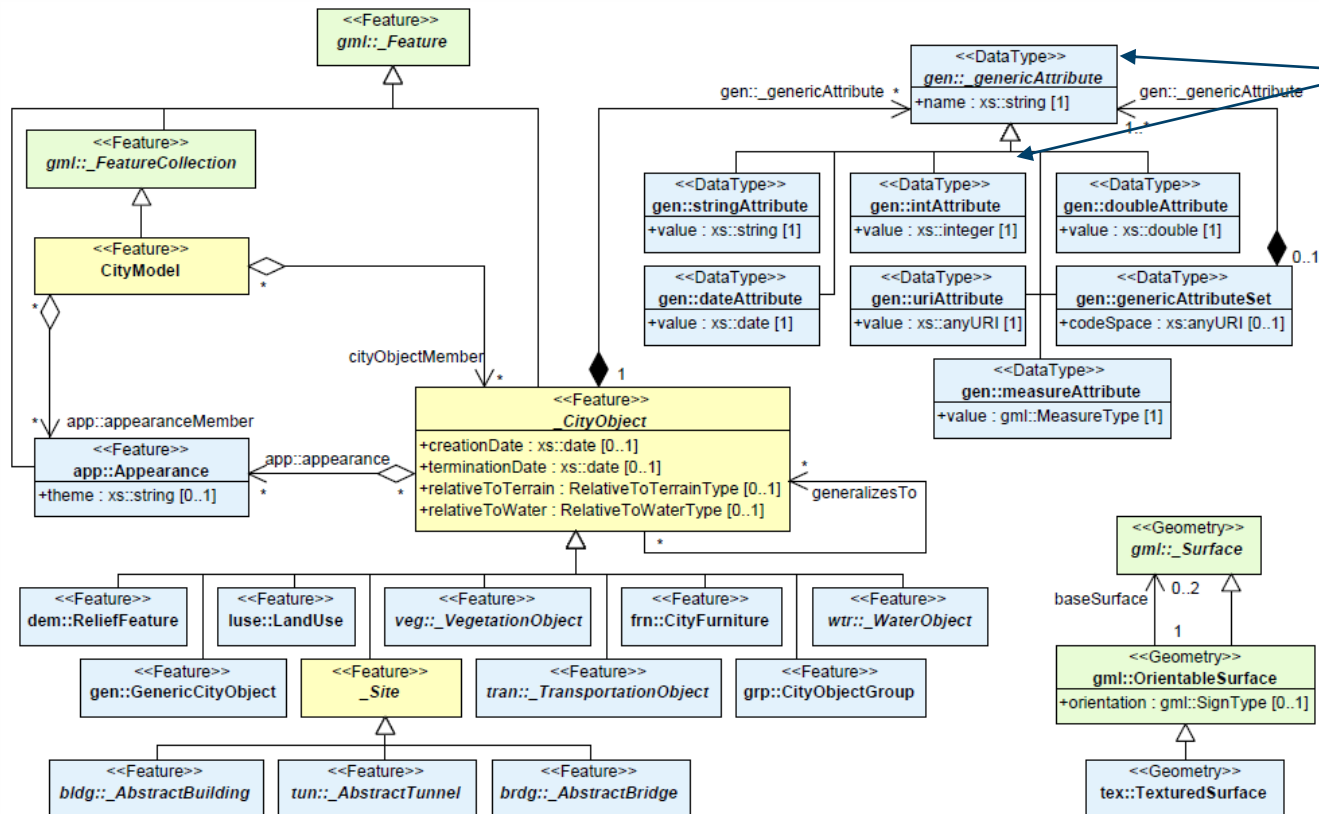 <<Feature>>
gml::_Feature
<<DataType>>
gen::_genericAttribute
+name : xs::string [1]
gen::_genericAttribute
*
gen::_genericAttribute
1..*
<<Feature>>
gml::_FeatureCollection
<<DataType>>
gen::stringAttribute
+value : xs::string [1]
<<DataType>>
gen::intAttribute
+value : xs::integer [1]
<<DataType>>
gen::doubleAttribute
+value : xs::double [1]
<<Feature>>
CityModel
*
*
0..1
<<DataType>>
gen::dateAttribute
+value : xs::date [1]
<<DataType>>
gen::uriAttribute
+value : xs::anyURI [1]
<<DataType>>
gen::genericAttributeSet
+codeSpace : xs:anyURI [0..1]
cityObjectMember
*
1
<<DataType>>
gen::measureAttribute
+value : gml::MeasureType [1]
*
app::appearanceMember
<<Feature>>
_CityObject
+creationDate : xs::date [0..1]
+terminationDate : xs::date [0..1]
+relativeToTerrain : RelativeToTerrainType [0..1]
+relativeToWater : RelativeToWaterType [0..1]
<<Feature>>
app::Appearance
+theme : xs::string [0..1]
app::appearance
*
*
*
generalizesTo
*
<<Geometry>>
gml::_Surface
baseSurface
0..2
1
<<Feature>>
dem::ReliefFeature
<<Feature>>
luse::LandUse
<<Feature>>
veg::_VegetationObject
<<Feature>>
frn::CityFurniture
<<Feature>>
wtr::_WaterObject
<<Feature>>
gen::GenericCityObject
<<Feature>>
_Site
<<Feature>>
tran::_TransportationObject
<<Feature>>
grp::CityObjectGroup
<<Geometry>>
gml::OrientableSurface
+orientation : gml::SignType [0..1]
<<Feature>>
bldg::_AbstractBuilding
<<Feature>>
tun::_AbstractTunnel
<<Feature>>
brdg::_AbstractBridge
<<Geometry>>
tex::TexturedSurface